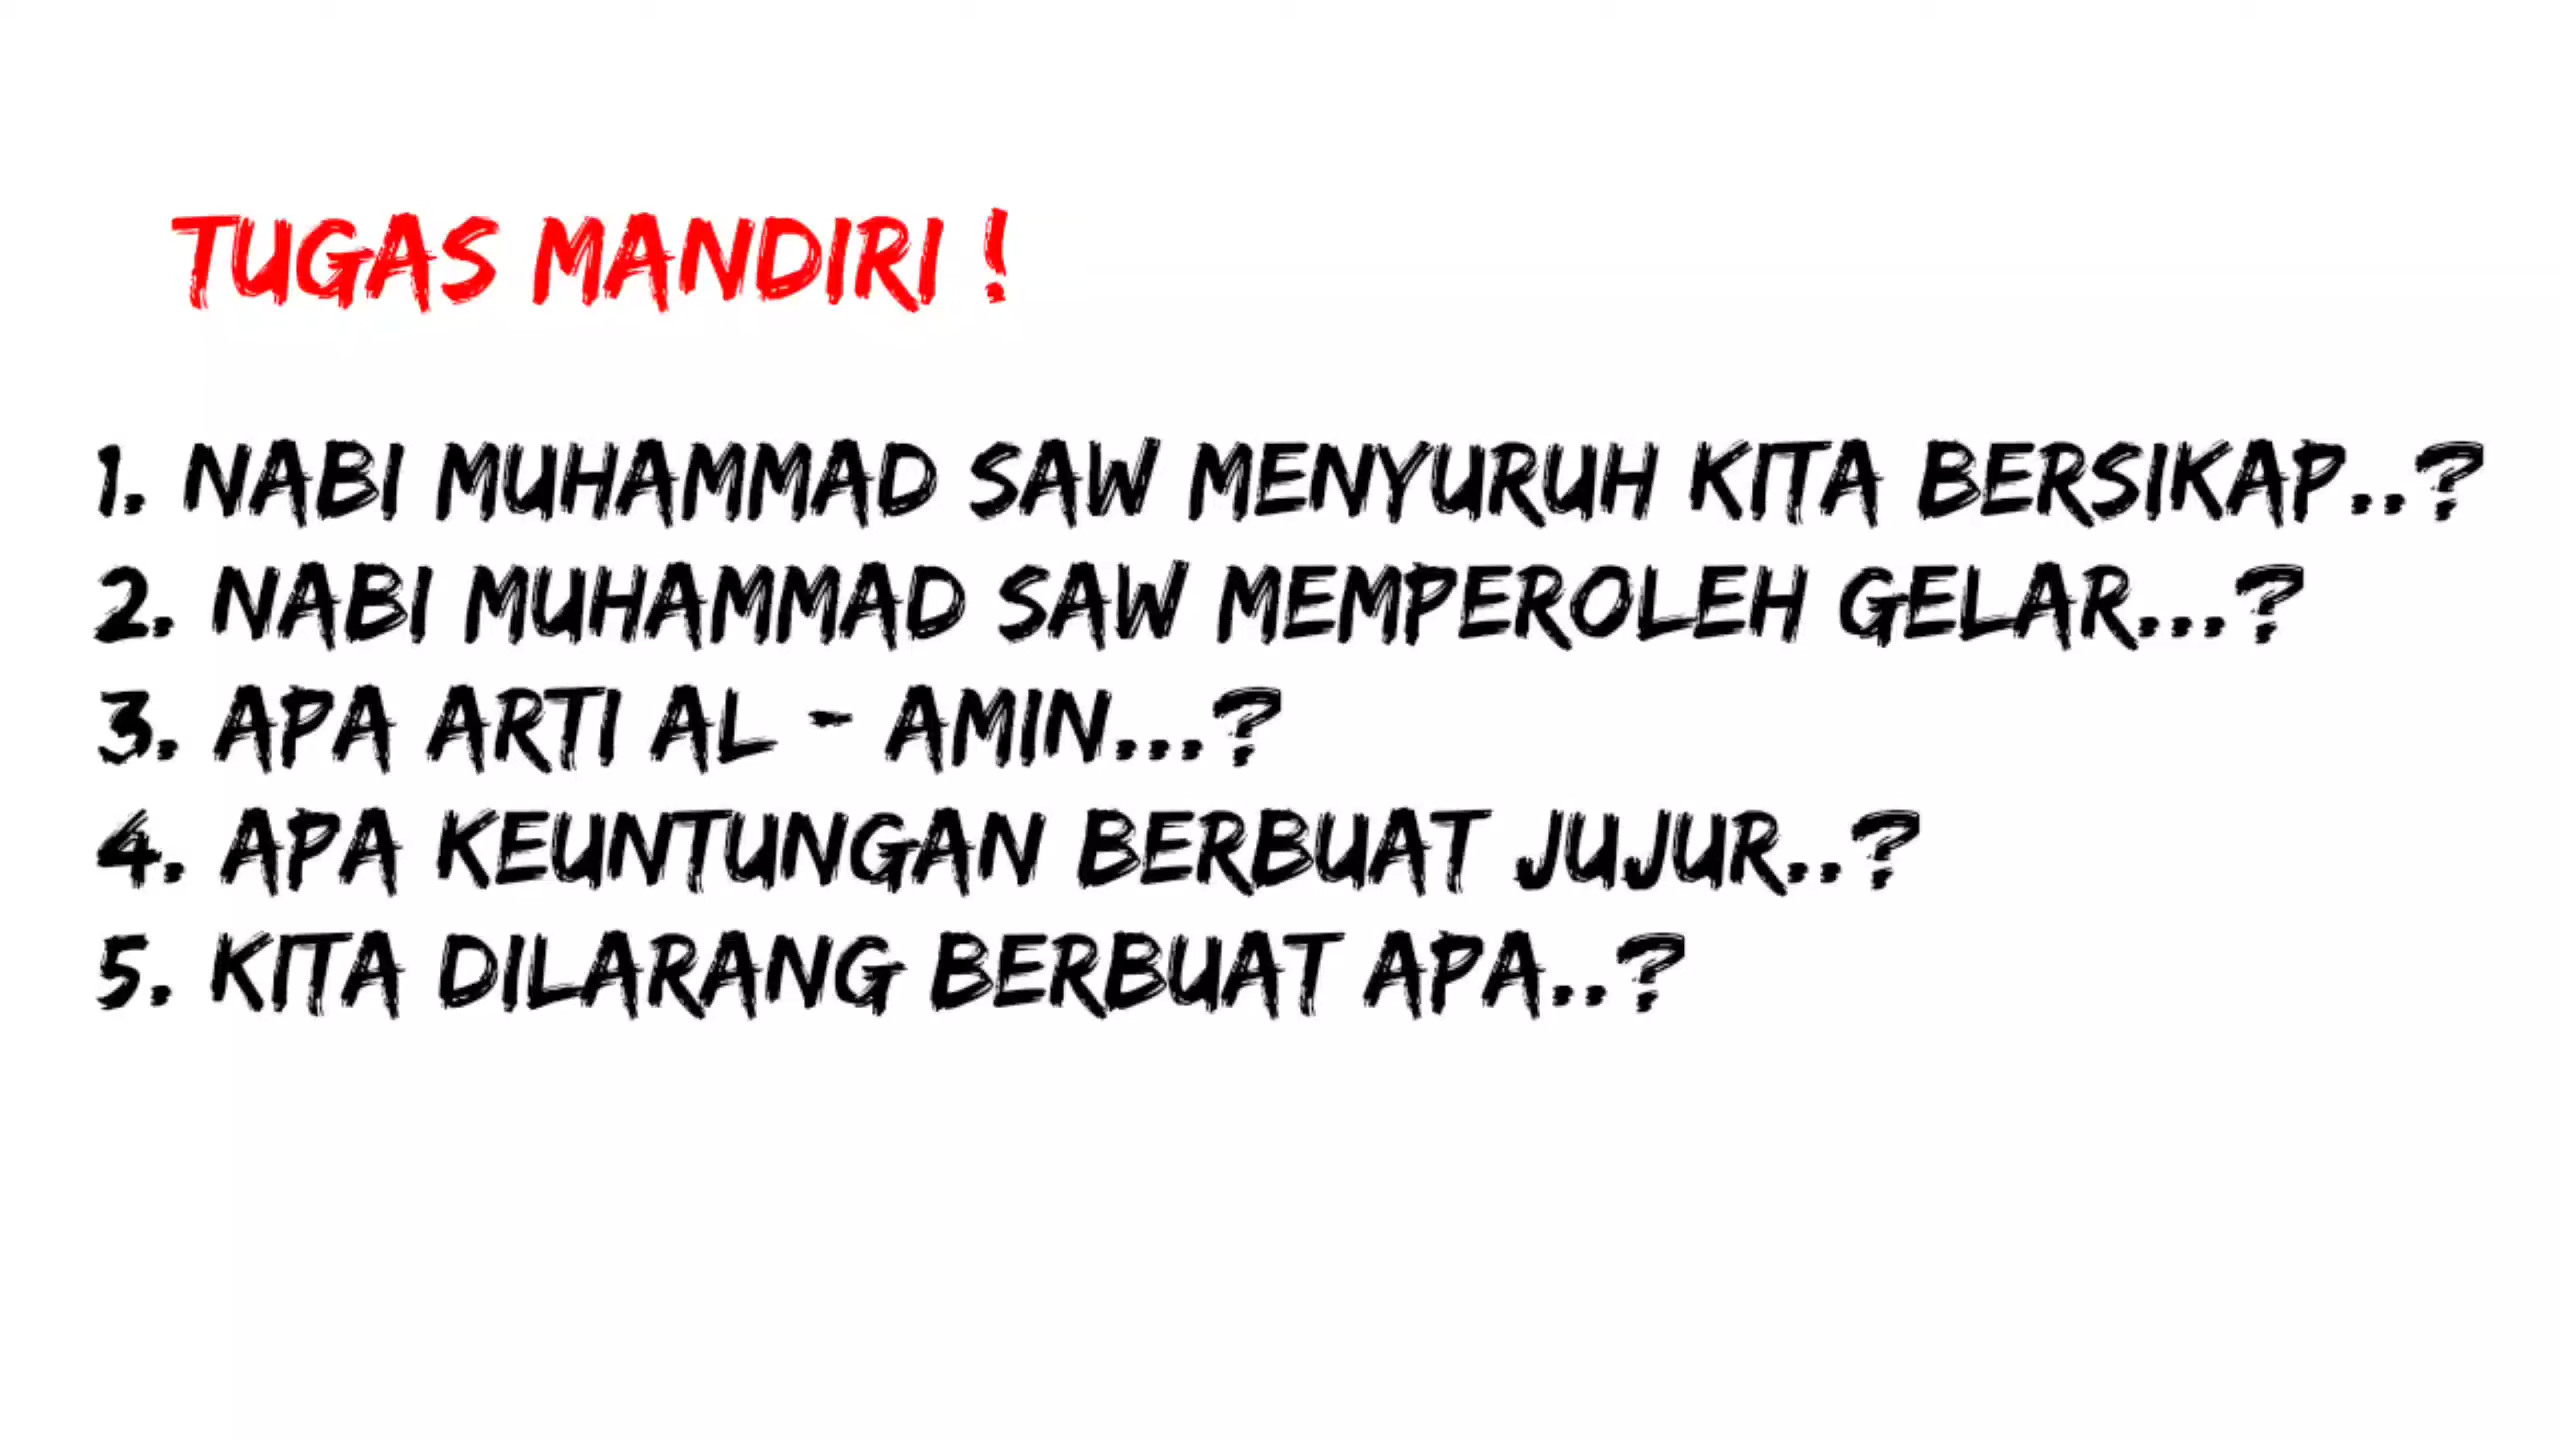 TUGAS MANDIRI !
1. NABI MUHAMMAD SAW MENYURUH KITA BERSIKAP..?
2. NABI MUHAMMAD SAW MEMPEROLEH GELAR...?
3. APA ARTI AL - AMIN...?
4. APA KEUNTUNGAN BERBUAT JUJUR..?
5. KITA DILARANG BERBUAT APA..?